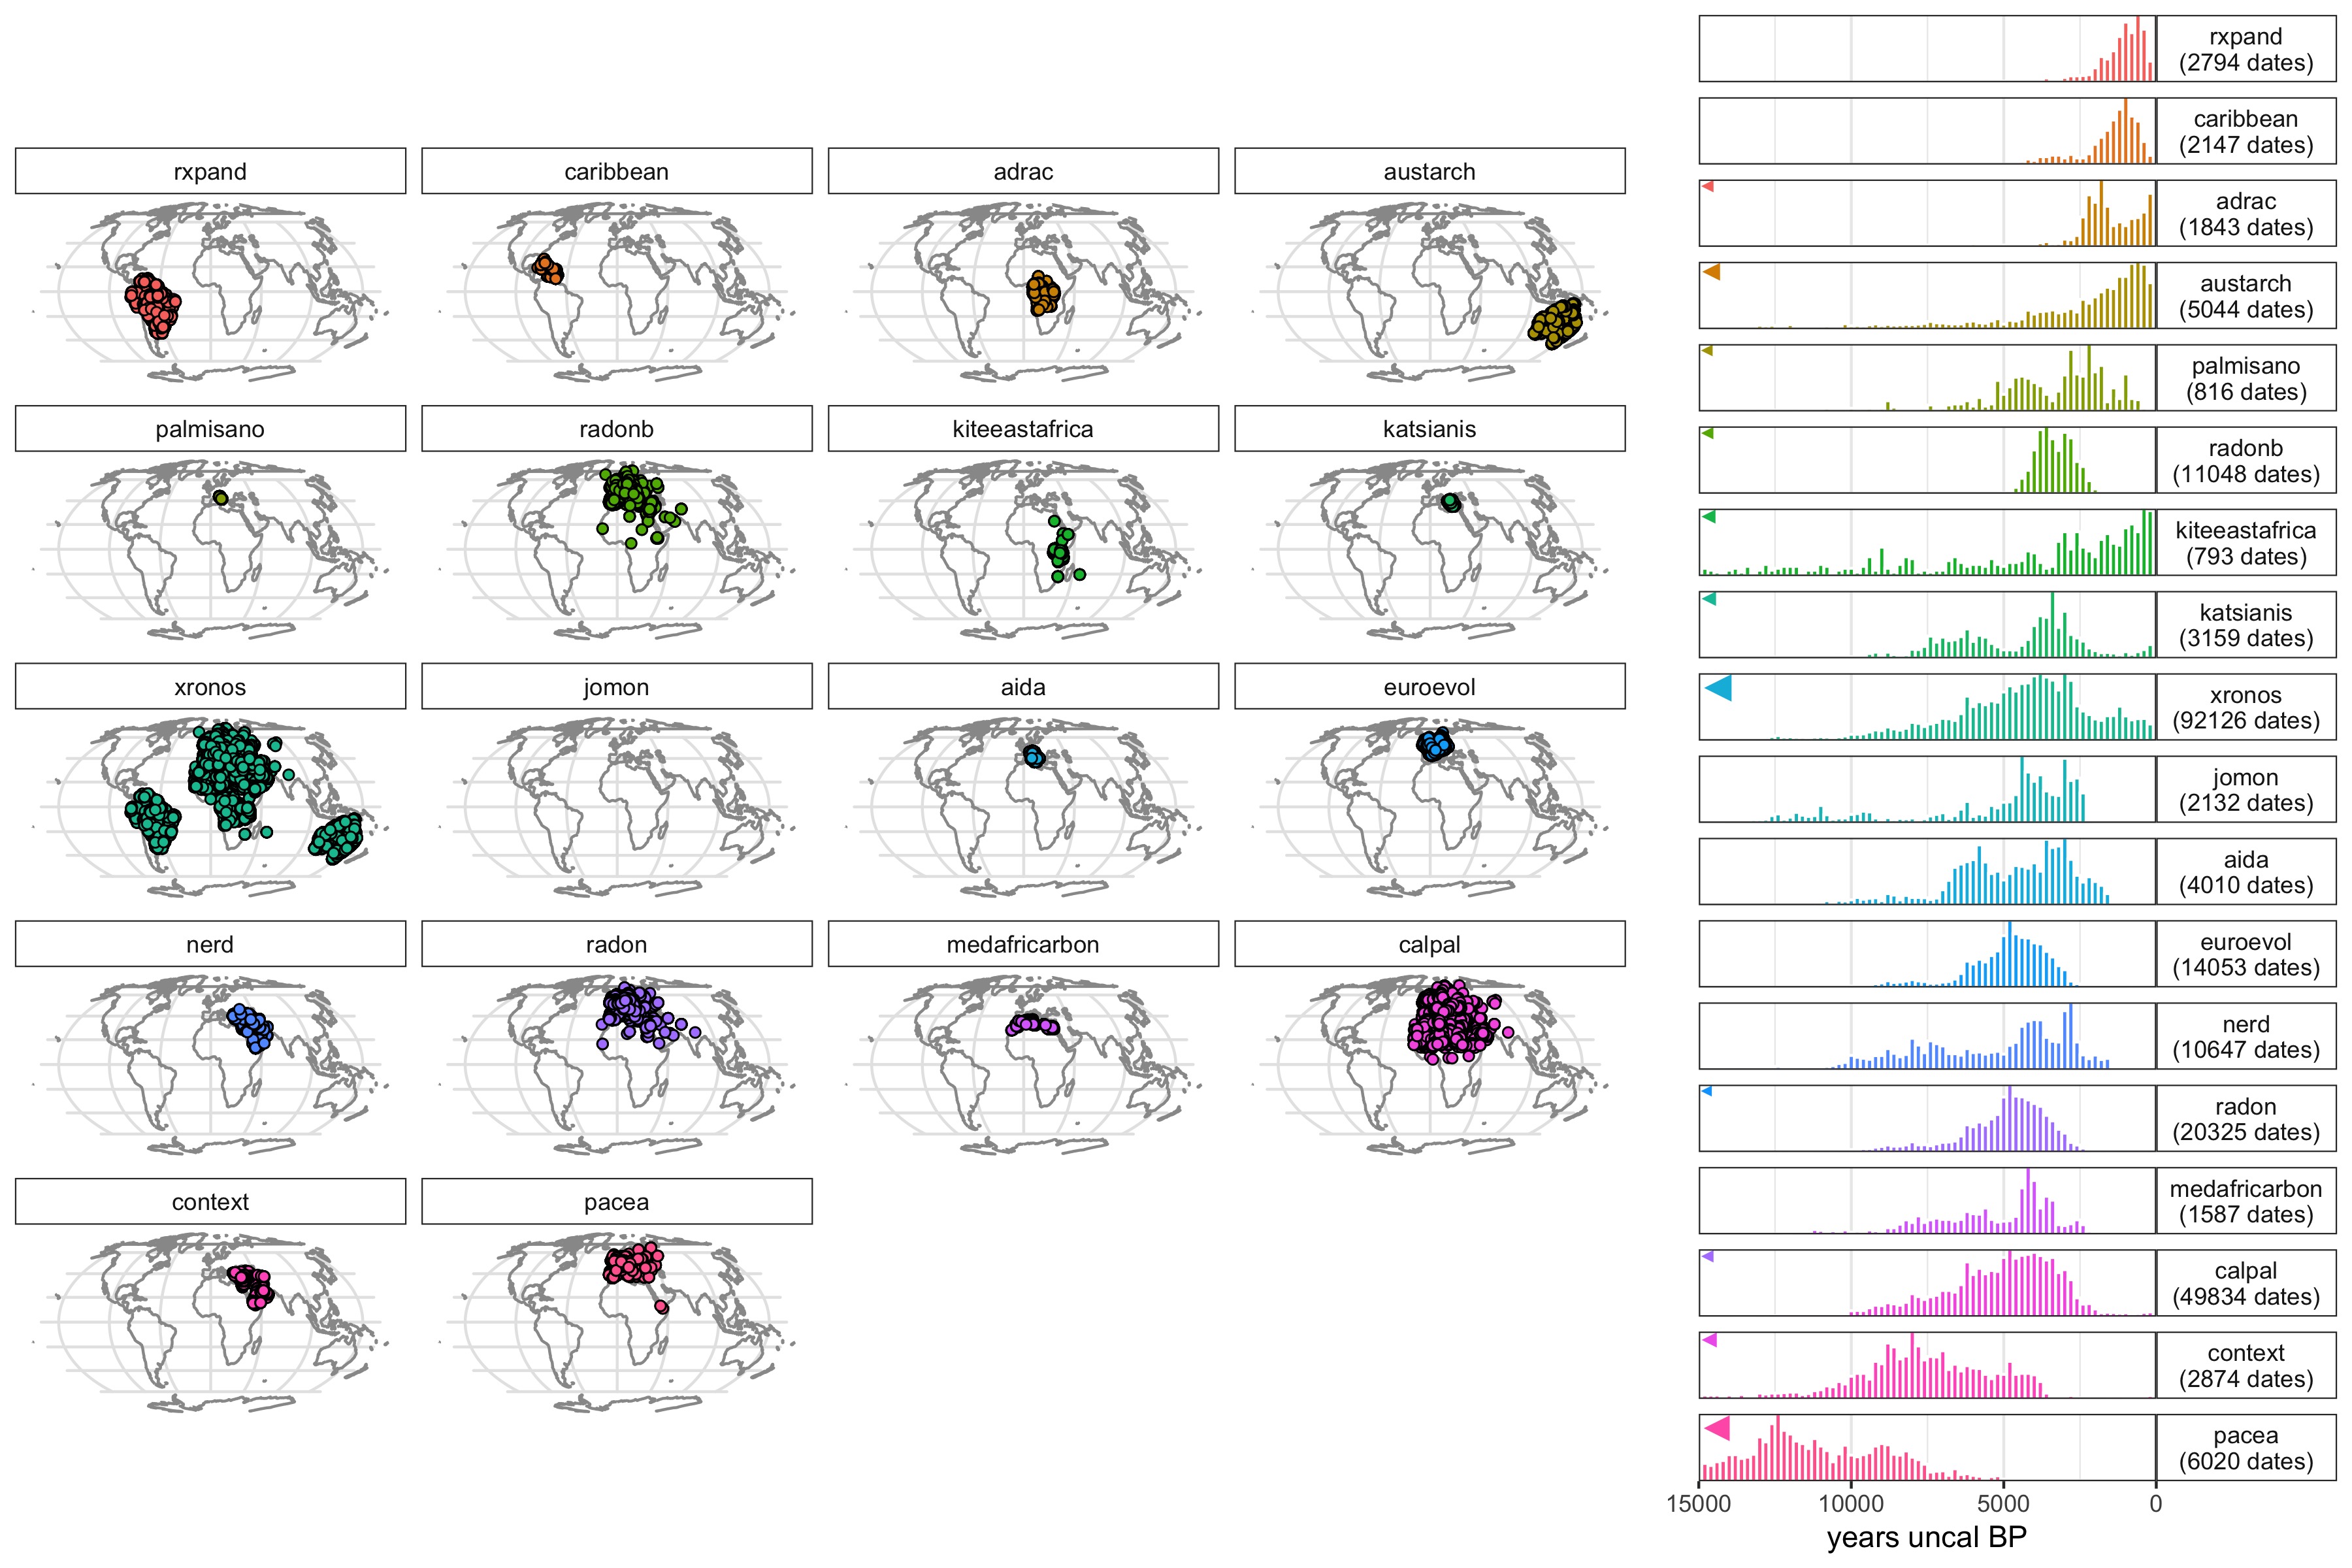 rxpand
caribbean
adrac
austarch
palmisano
radonb
kiteeastafrica
katsianis
xronos
jomon
aida
euroevol
nerd
radon
medafricarbon
calpal
context
pacea
rxpand
(2794 dates)
caribbean
(2147 dates)
adrac
(1843 dates)
austarch
(5044 dates)
palmisano
(816 dates)
radonb
(11048 dates)
kiteeastafrica
(793 dates)
katsianis
(3159 dates)
xronos
(92126 dates)
jomon
(2132 dates)
aida
(4010 dates)
euroevol
(14053 dates)
nerd
(10647 dates)
radon
(20325 dates)
medafricarbon
(1587 dates)
calpal
(49834 dates)
context
(2874 dates)
pacea
(6020 dates)
15000 10000 5000 0
years uncal BP